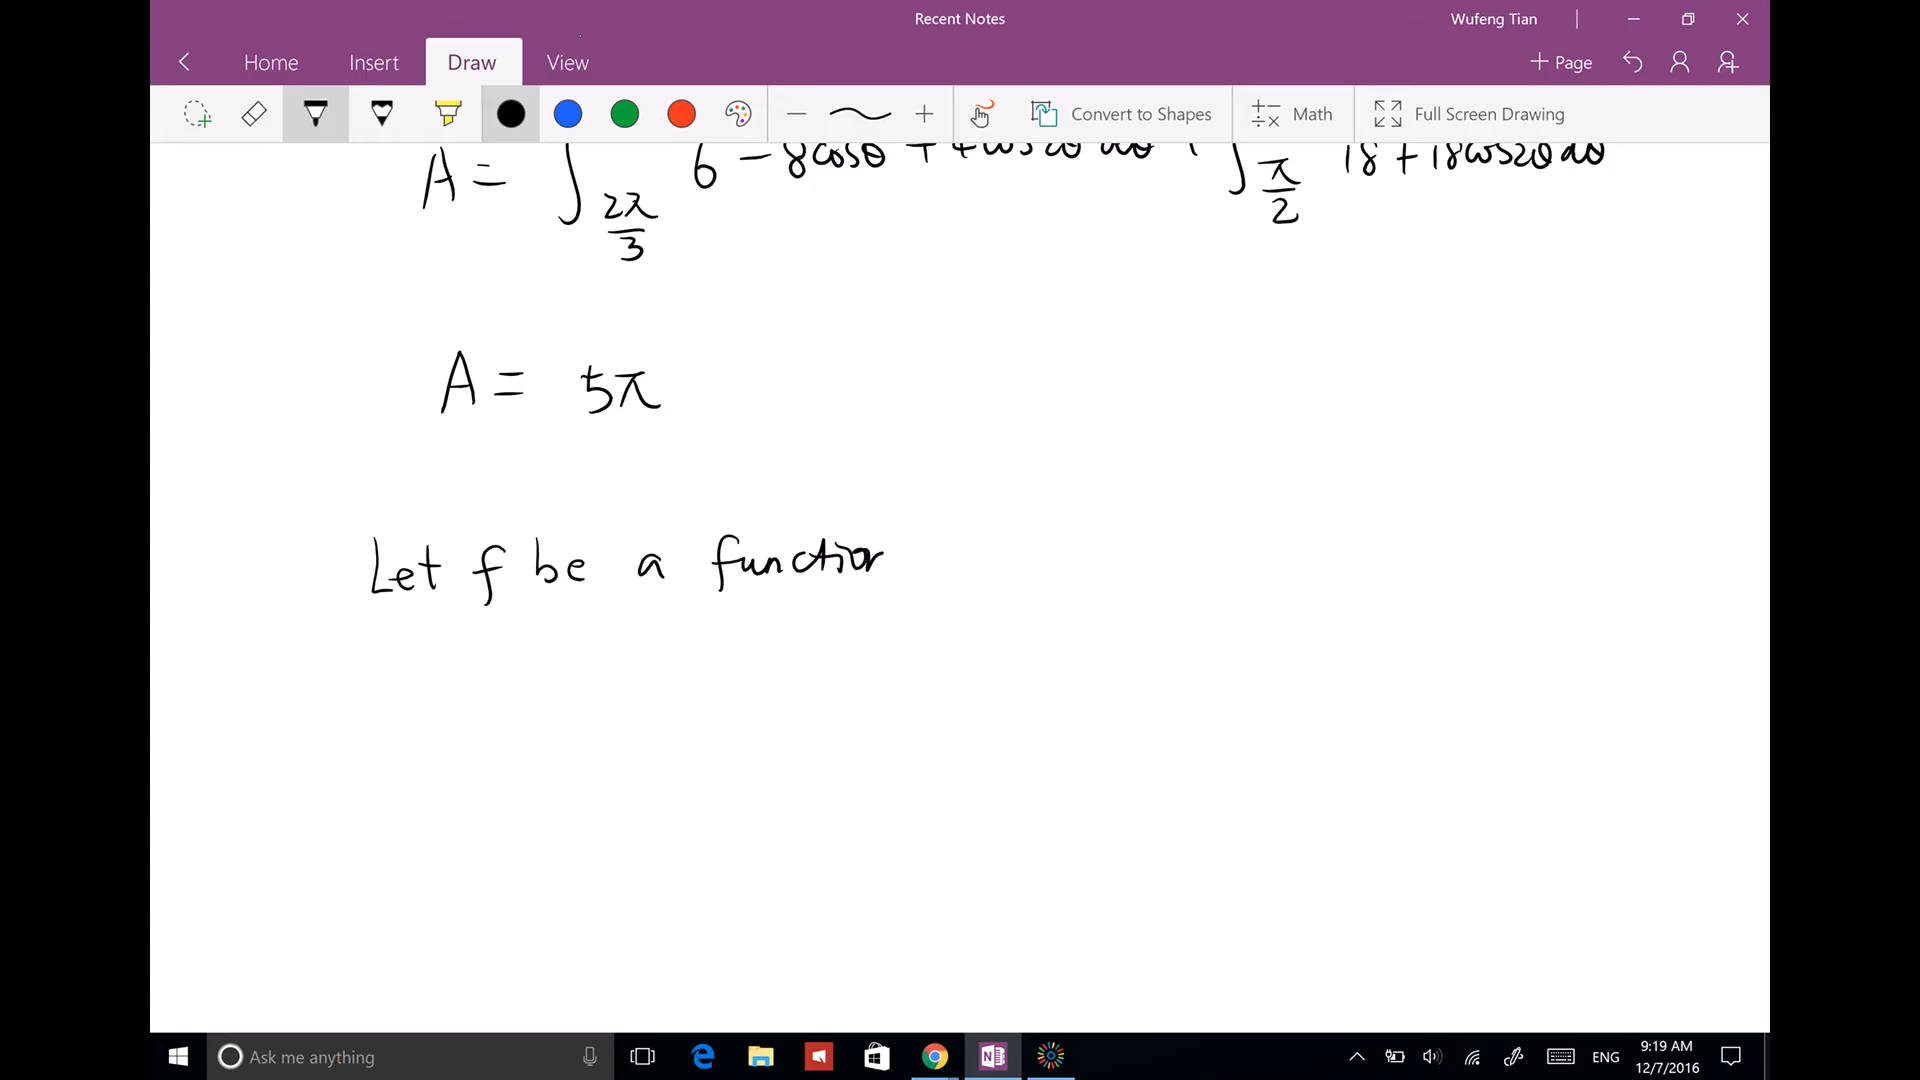 Recent Notes
Wufeng Tian
Home Insert Draw View
Page
Convert to Shapes Math Full Screen Drawing
A = ∫ 6 - 8cosθ + 4cos2θ dθ + ∫ 18 + 18cos2θ dθ
2π/3 π/2
A = 5π
Let f be a function
Ask me anything
ENG
9:19 AM
12/7/2016